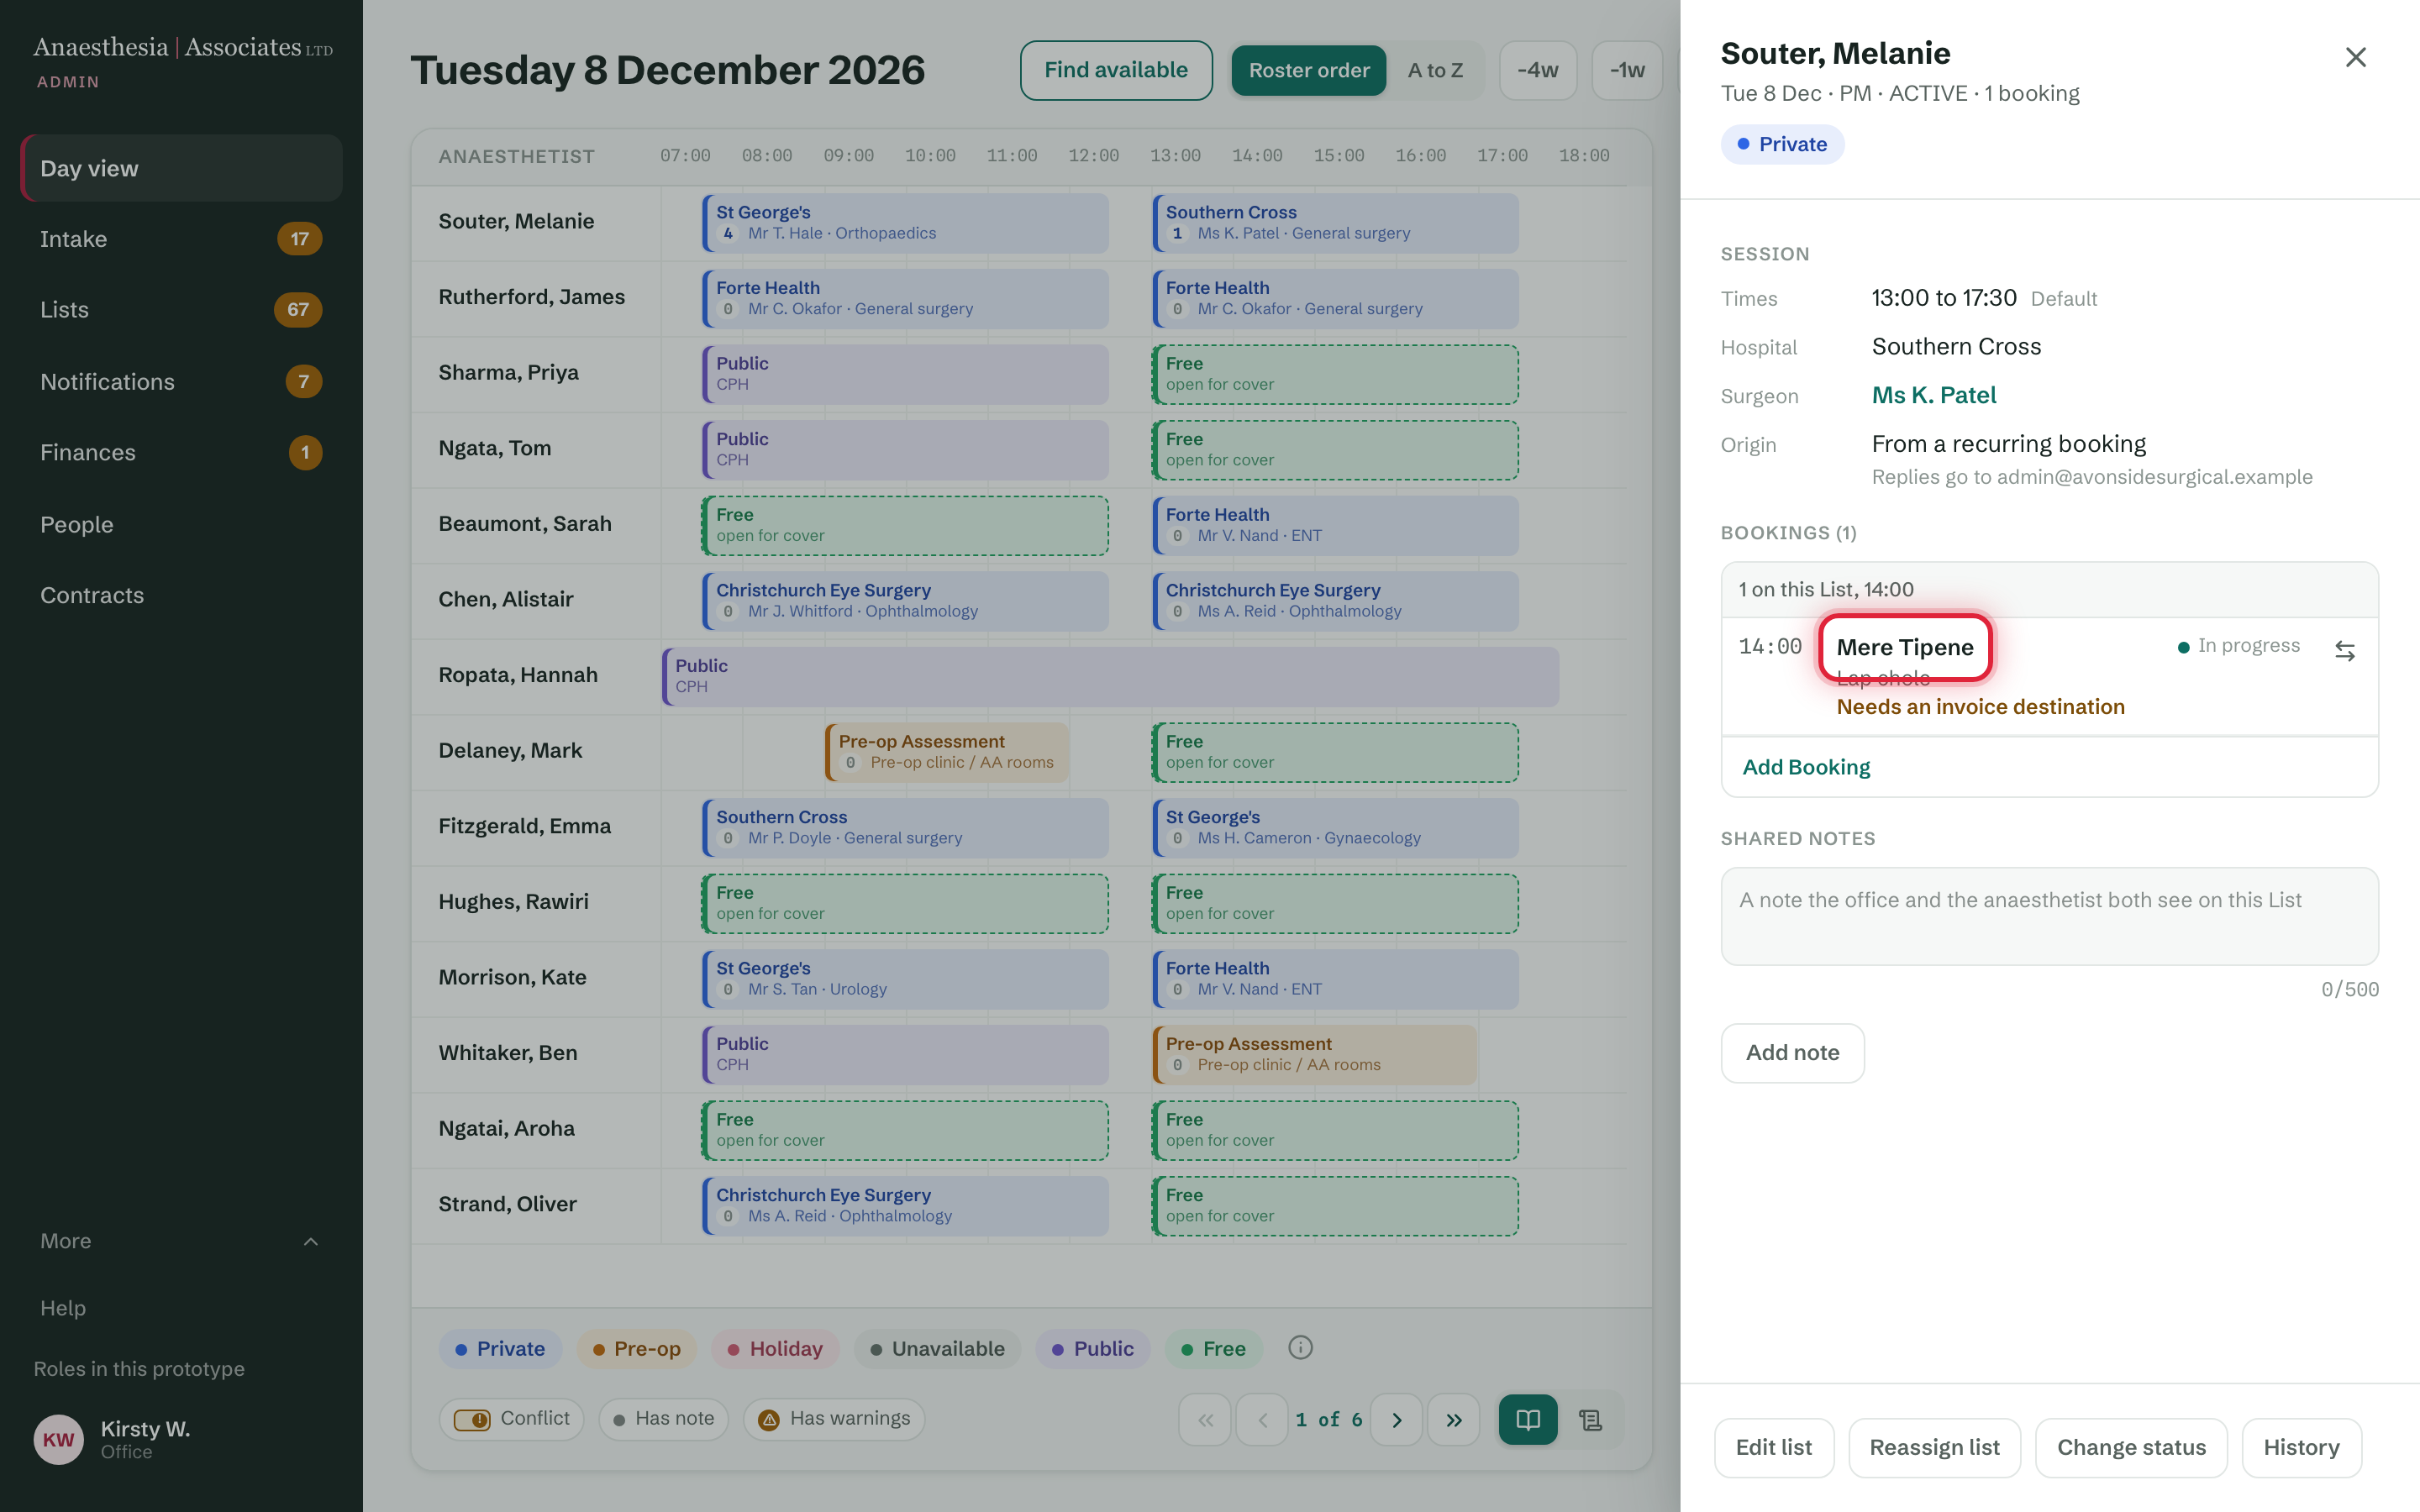 Anaesthesia | Associates LTD
ADMIN
Day view
Intake 17
Lists 67
Notifications 7
Finances 1
People
Contracts
More
Help
Roles in this prototype
KW
Kirsty W.
Office
Tuesday 8 December 2026
Find available
Roster order
A to Z
-4w
-1w
ANAESTHETIST 07:00 08:00 09:00 10:00 11:00 12:00 13:00 14:00 15:00 16:00 17:00 18:00
Souter, Melanie
St George's
4 Mr T. Hale · Orthopaedics
Southern Cross
1 Ms K. Patel · General surgery
Rutherford, James
Forte Health
0 Mr C. Okafor · General surgery
Forte Health
0 Mr C. Okafor · General surgery
Sharma, Priya
Public
CPH
Free
open for cover
Ngata, Tom
Public
CPH
Free
open for cover
Beaumont, Sarah
Free
open for cover
Forte Health
0 Mr V. Nand · ENT
Chen, Alistair
Christchurch Eye Surgery
0 Mr J. Whitford · Ophthalmology
Christchurch Eye Surgery
0 Ms A. Reid · Ophthalmology
Ropata, Hannah
Public
CPH
Delaney, Mark
Pre-op Assessment
0 Pre-op clinic / AA rooms
Free
open for cover
Fitzgerald, Emma
Southern Cross
0 Mr P. Doyle · General surgery
St George's
0 Ms H. Cameron · Gynaecology
Hughes, Rawiri
Free
open for cover
Free
open for cover
Morrison, Kate
St George's
0 Mr S. Tan · Urology
Forte Health
0 Mr V. Nand · ENT
Whitaker, Ben
Public
CPH
Pre-op Assessment
0 Pre-op clinic / AA rooms
Ngatai, Aroha
Free
open for cover
Free
open for cover
Strand, Oliver
Christchurch Eye Surgery
0 Ms A. Reid · Ophthalmology
Free
open for cover
Private
Pre-op
Holiday
Unavailable
Public
Free
Conflict
Has note
Has warnings
1 of 6
Souter, Melanie
Tue 8 Dec · PM · ACTIVE · 1 booking
Private
SESSION
Times 13:00 to 17:30 Default
Hospital Southern Cross
Surgeon Ms K. Patel
Origin From a recurring booking
Replies go to admin@avonsidesurgical.example
BOOKINGS (1)
1 on this List, 14:00
14:00 Mere Tipene In progress
Lap chole
Needs an invoice destination
Add Booking
SHARED NOTES
A note the office and the anaesthetist both see on this List
0/500
Add note
Edit list
Reassign list
Change status
History